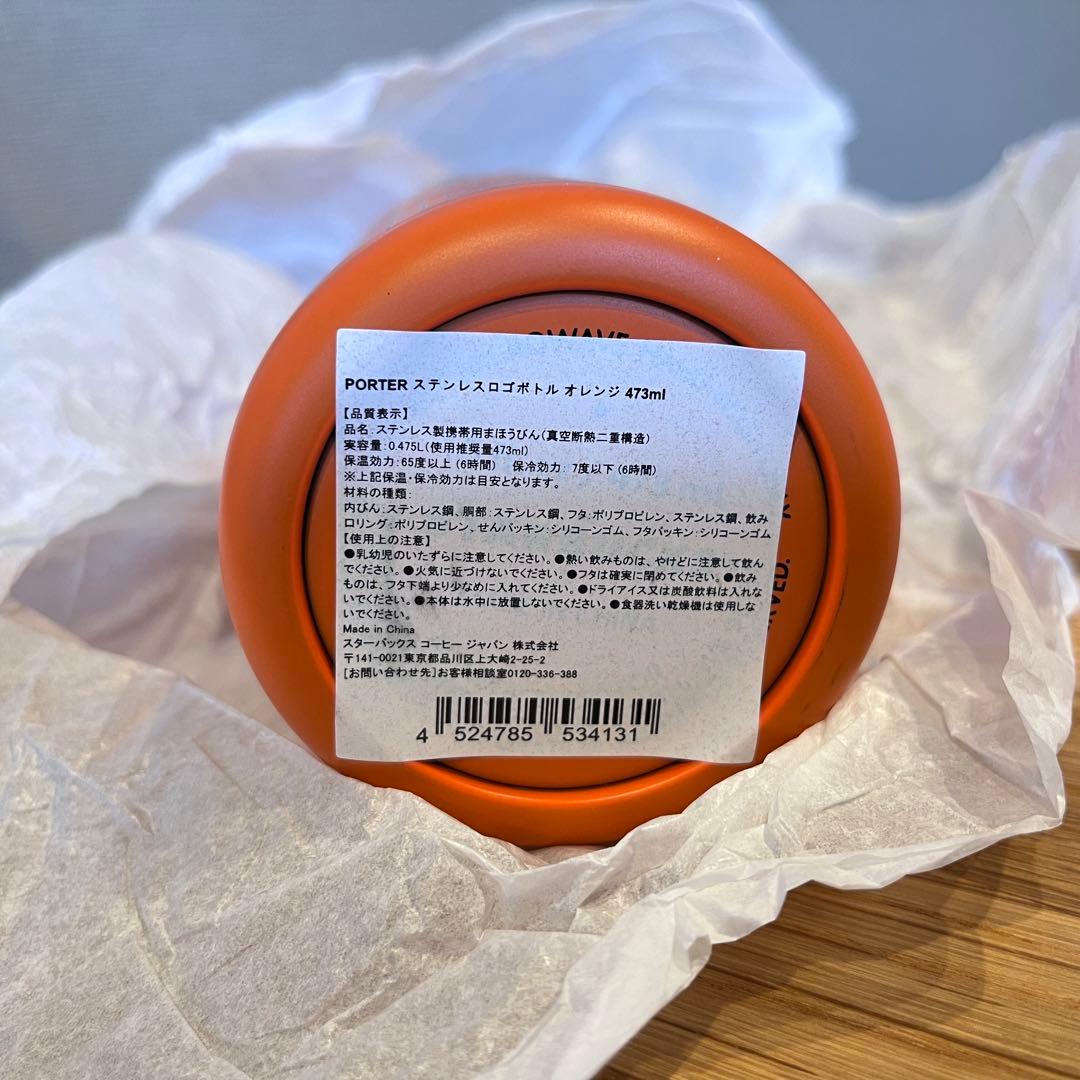 PORTER ステンレスロゴボトル オレンジ 473ml
【品質表示】
品名：ステンレス製携帯用まほうびん（真空断熱二重構造）
実容量：0.475L（使用推奨量473ml）
保温効力：65度以上（6時間） 保冷効力：7度以下（6時間）
※上記保温・保冷効力は目安となります。
材料の種類：
内びん：ステンレス鋼、胴部：ステンレス鋼、フタ：ポリプロピレン、ステンレス鋼、飲み
口リング：ポリプロピレン、せんパッキン：シリコーンゴム、フタパッキン：シリコーンゴム
【使用上の注意】
●乳幼児のいたずらに注意してください。●熱い飲みものは、やけどに注意して飲ん
でください。●火気に近づけないでください。●フタは確実に閉めてください。●飲み
ものは、フタ下端より少なめに入れてください。●ドライアイス又は炭酸飲料は入れな
いでください。●本体は水中に放置しないでください。●食器洗い乾燥機は使用しな
いでください。
Made in China
スターバックス コーヒー ジャパン 株式会社
〒141-0021東京都品川区上大崎2-25-2
[お問い合わせ先]お客様相談室0120-336-388
4 524785 534131